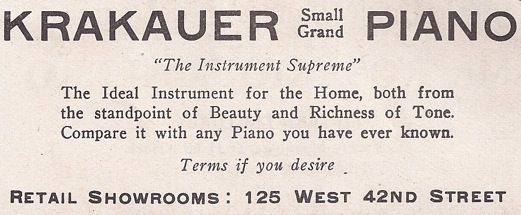 KRAKAUER Small Grand PIANO
"The Instrument Supreme"
The Ideal Instrument for the Home, both from
the standpoint of Beauty and Richness of Tone.
Compare it with any Piano you have ever known.
Terms if you desire
RETAIL SHOWROOMS: 125 WEST 42ND STREET